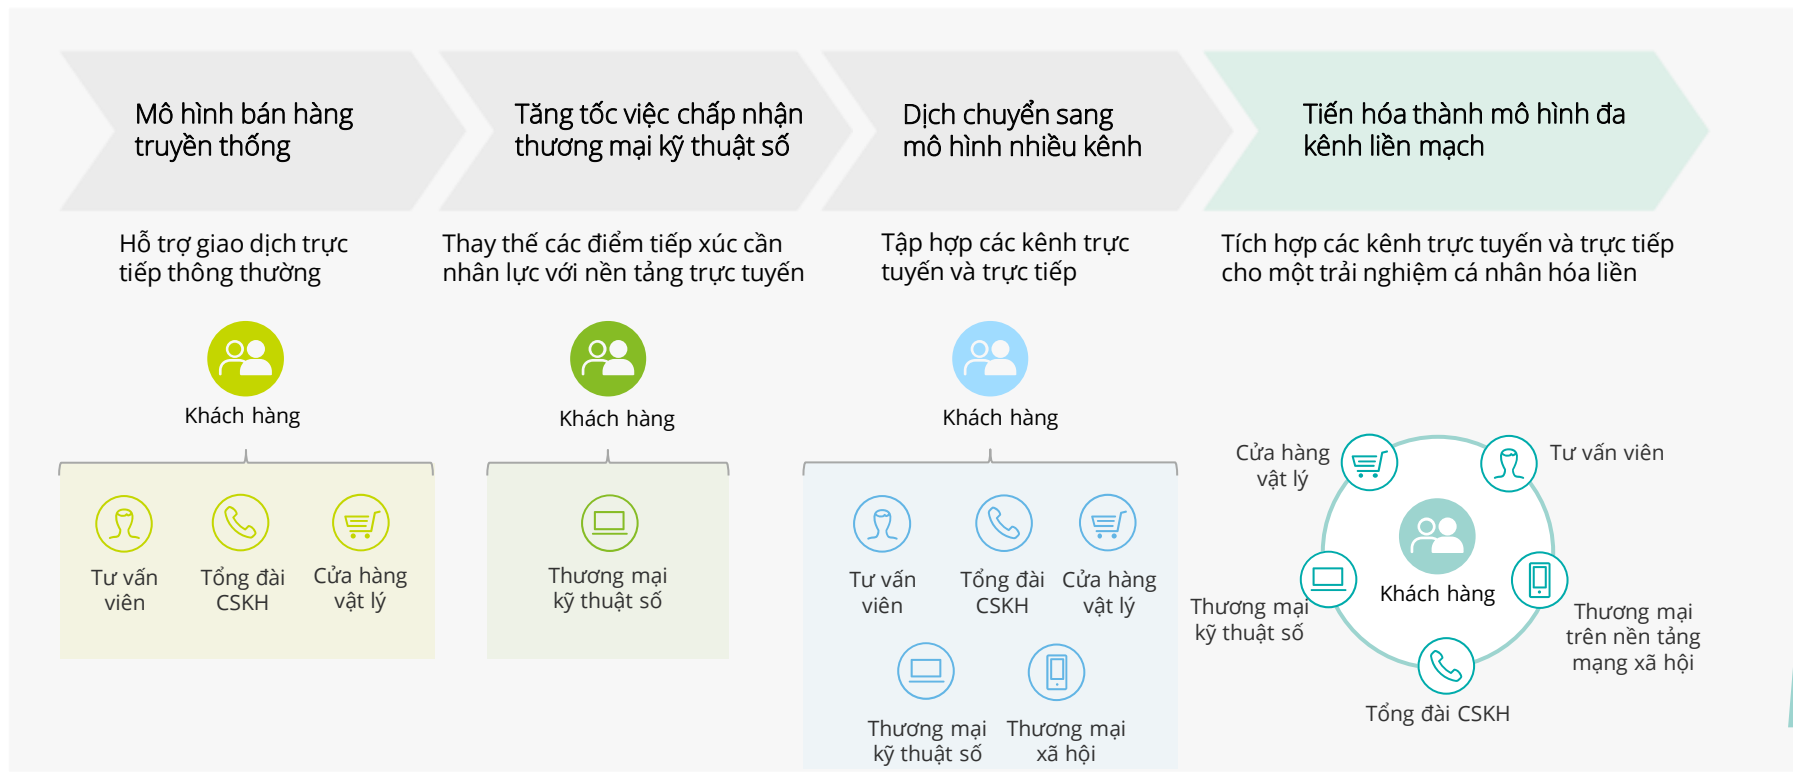 Mô hình bán hàng
truyền thống
Tăng tốc việc chấp nhận
thương mại kỹ thuật số
Dịch chuyển sang
mô hình nhiều kênh
Tiến hóa thành mô hình đa
kênh liền mạch
Hỗ trợ giao dịch trực
tiếp thông thường
Thay thế các điểm tiếp xúc cần
nhân lực với nền tảng trực tuyến
Tập hợp các kênh trực
tuyến và trực tiếp
Tích hợp các kênh trực tuyến và trực tiếp
cho một trải nghiệm cá nhân hóa liền
Khách hàng
Tư vấn
viên
Tổng đài
CSKH
Cửa hàng
vật lý
Khách hàng
Thương mại
kỹ thuật số
Khách hàng
Tư vấn
viên
Tổng đài
CSKH
Cửa hàng
vật lý
Thương mại
kỹ thuật số
Thương mại
xã hội
Cửa hàng
vật lý
Tư vấn viên
Khách hàng
Thương mại
kỹ thuật số
Thương mại
trên nền tảng
mạng xã hội
Tổng đài CSKH